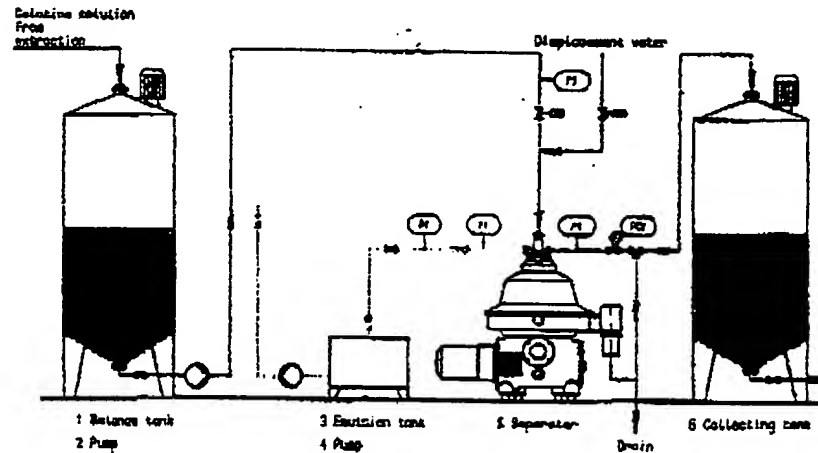 Gelatine solution
from
extraction
Displacement water
1 Balance tank
2 Pump
3 Emulsion tank
4 Pump
5 Separator
Drain
6 Collecting tank